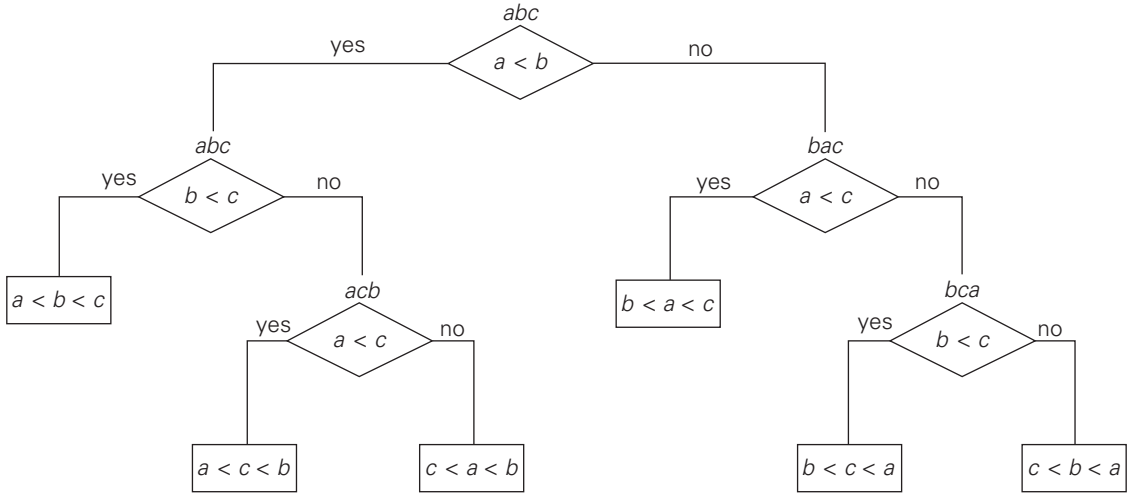 abc
yes
a < b
no
abc
bac
yes
b < c
no
yes
a < c
no
a < b < c
acb
b < a < c
bca
yes
a < c
no
yes
b < c
no
a < c < b
c < a < b
b < c < a
c < b < a